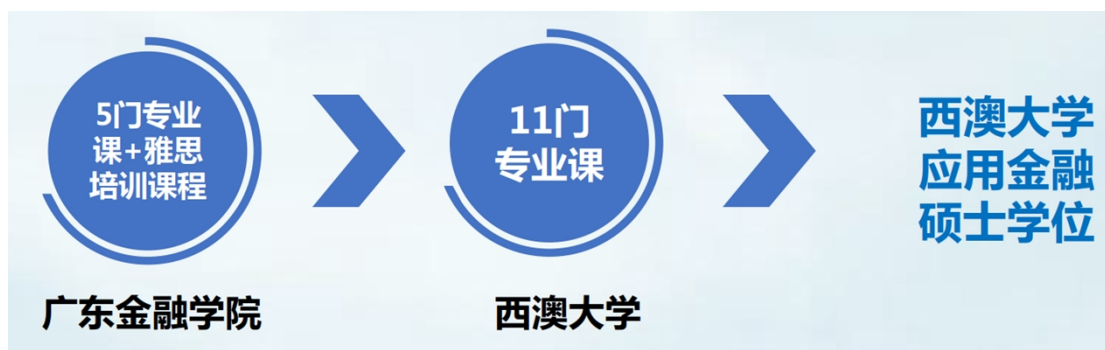 5门专业
课+雅思
培训课程
11门
专业课
西澳大学
应用金融
硕士学位
广东金融学院
西澳大学